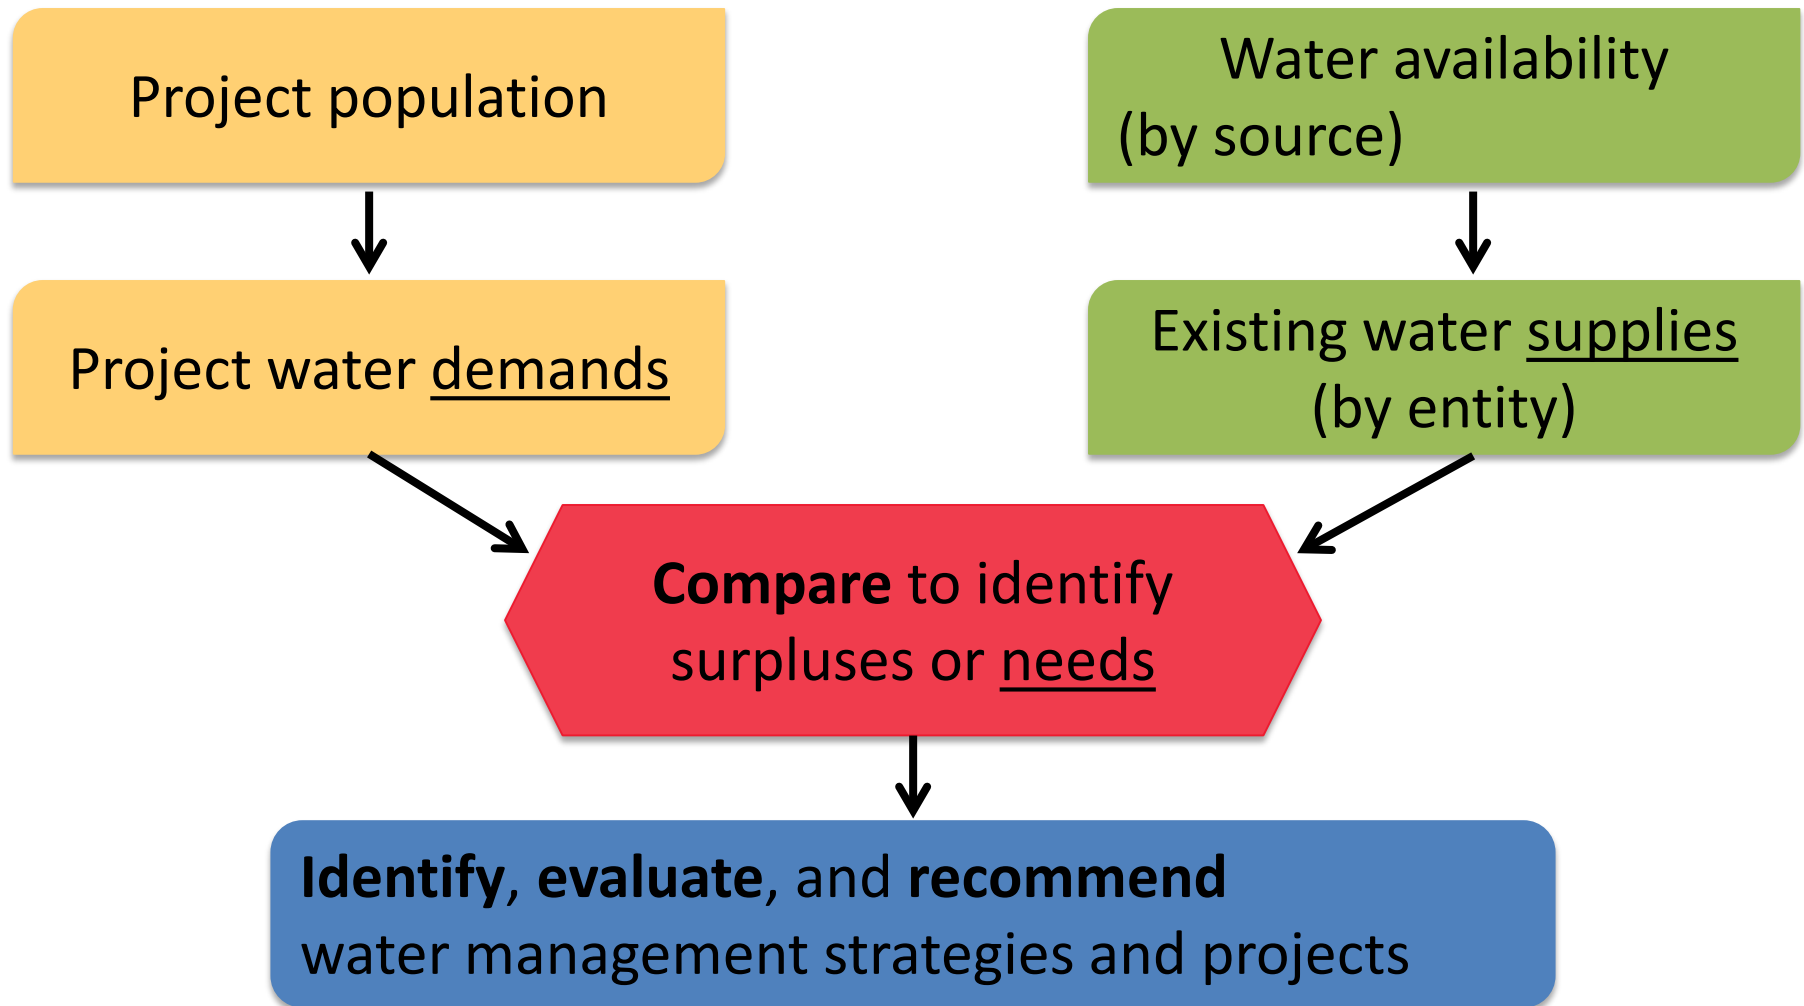 Project population
Water availability
(by source)
Project water demands
Existing water supplies
(by entity)
Compare to identify
surpluses or needs
Identify, evaluate, and recommend
water management strategies and projects